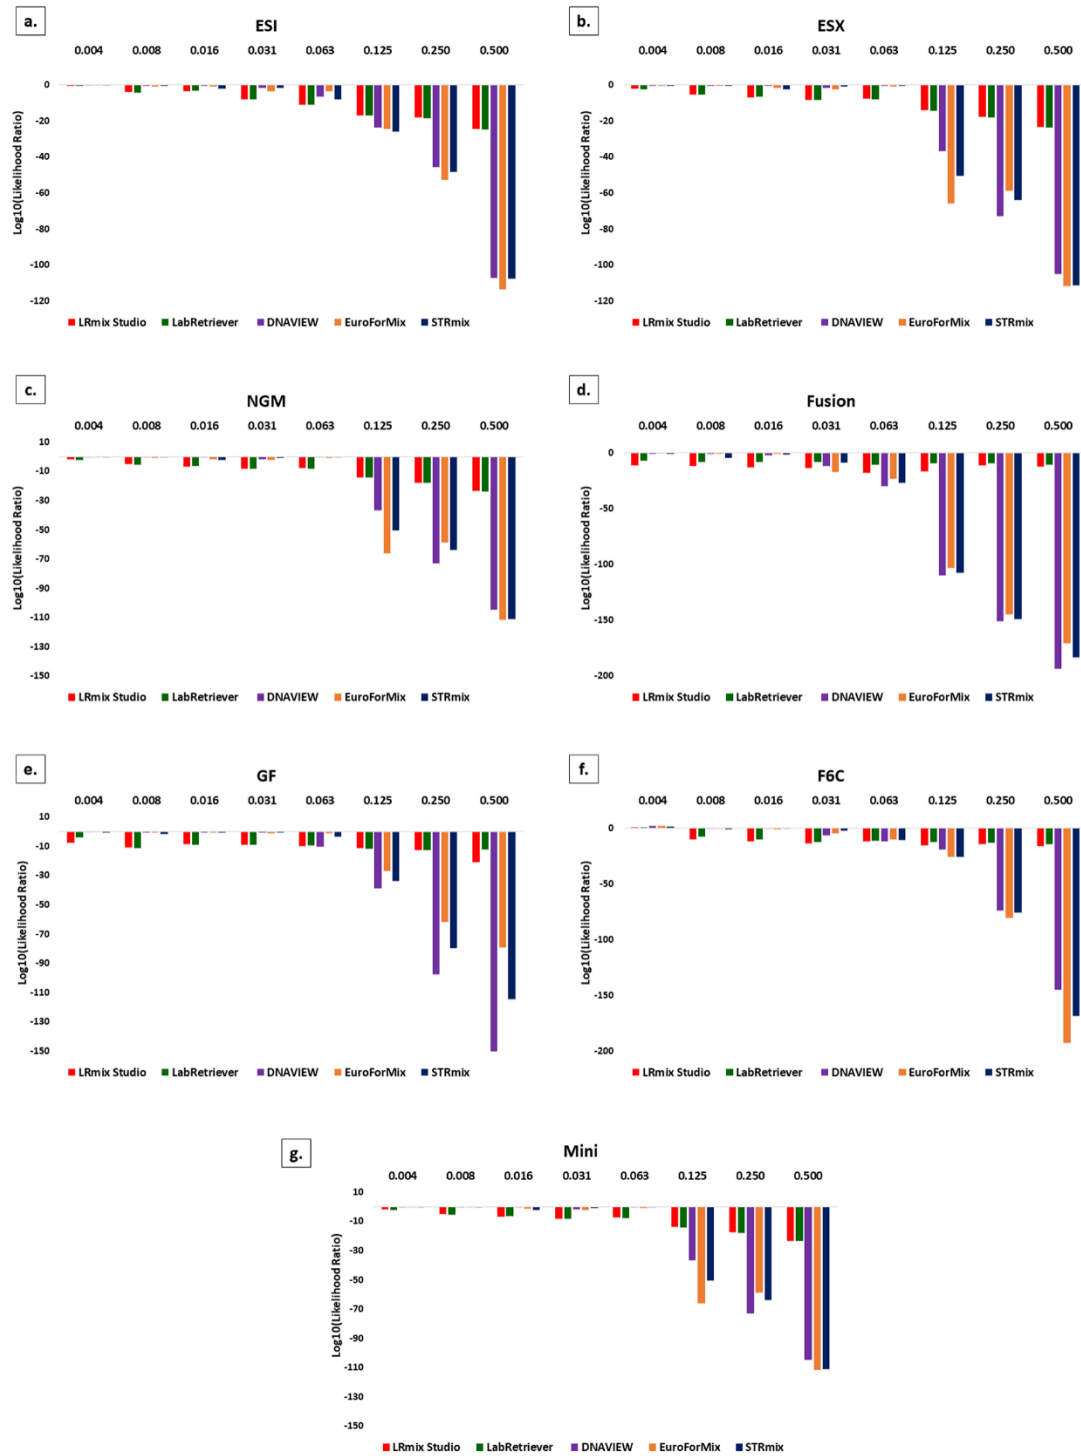 a.
ESI
0.004 0.008 0.016 0.031 0.063 0.125 0.250 0.500
Log10(Likelihood Ratio)
0
-20
-40
-60
-80
-100
-120
LRmix Studio LabRetriever DNAVIEW EuroForMix STRmix
b.
ESX
0.004 0.008 0.016 0.031 0.063 0.125 0.250 0.500
Log10(Likelihood Ratio)
0
-20
-40
-60
-80
-100
-120
LRmix Studio LabRetriever DNAVIEW EuroForMix STRmix
c.
NGM
0.004 0.008 0.016 0.031 0.063 0.125 0.250 0.500
Log10(Likelihood Ratio)
10
-10
-30
-50
-70
-90
-110
-130
-150
LRmix Studio LabRetriever DNAVIEW EuroForMix STRmix
d.
Fusion
0.004 0.008 0.016 0.031 0.063 0.125 0.250 0.500
Log10(Likelihood Ratio)
0
-50
-100
-150
-200
LRmix Studio LabRetriever DNAVIEW EuroForMix STRmix
e.
GF
0.004 0.008 0.016 0.031 0.063 0.125 0.250 0.500
Log10(Likelihood Ratio)
10
-10
-30
-50
-70
-90
-110
-130
-150
LRmix Studio LabRetriever DNAVIEW EuroForMix STRmix
f.
F6C
0.004 0.008 0.016 0.031 0.063 0.125 0.250 0.500
Log10(Likelihood Ratio)
0
-50
-100
-150
-200
LRmix Studio LabRetriever DNAVIEW EuroForMix STRmix
g.
Mini
0.004 0.008 0.016 0.031 0.063 0.125 0.250 0.500
Log10(Likelihood Ratio)
10
-10
-30
-50
-70
-90
-110
-130
-150
LRmix Studio LabRetriever DNAVIEW EuroForMix STRmix